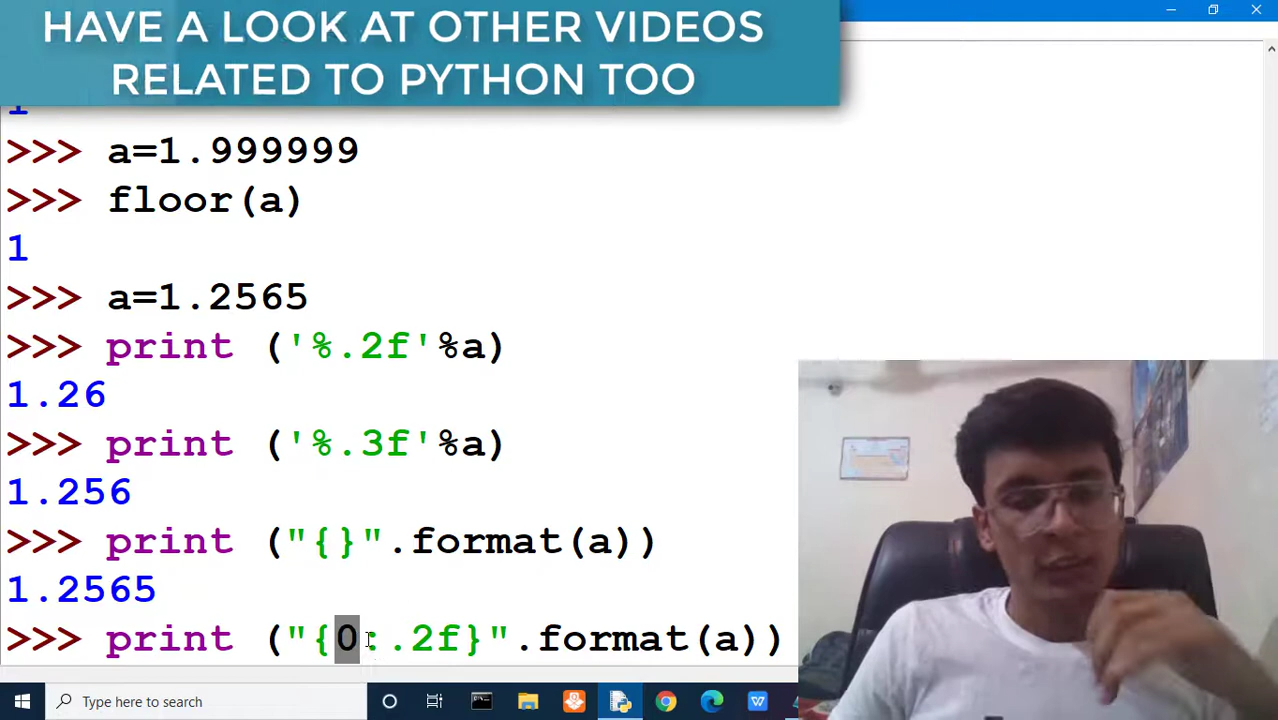 HAVE A LOOK AT OTHER VIDEOS
RELATED TO PYTHON TOO
1
>>> a=1.999999
>>> floor(a)
1
>>> a=1.2565
>>> print ('%.2f'%a)
1.26
>>> print ('%.3f'%a)
1.256
>>> print ("{}".format(a))
1.2565
>>> print ("{0:.2f}".format(a))
Type here to search